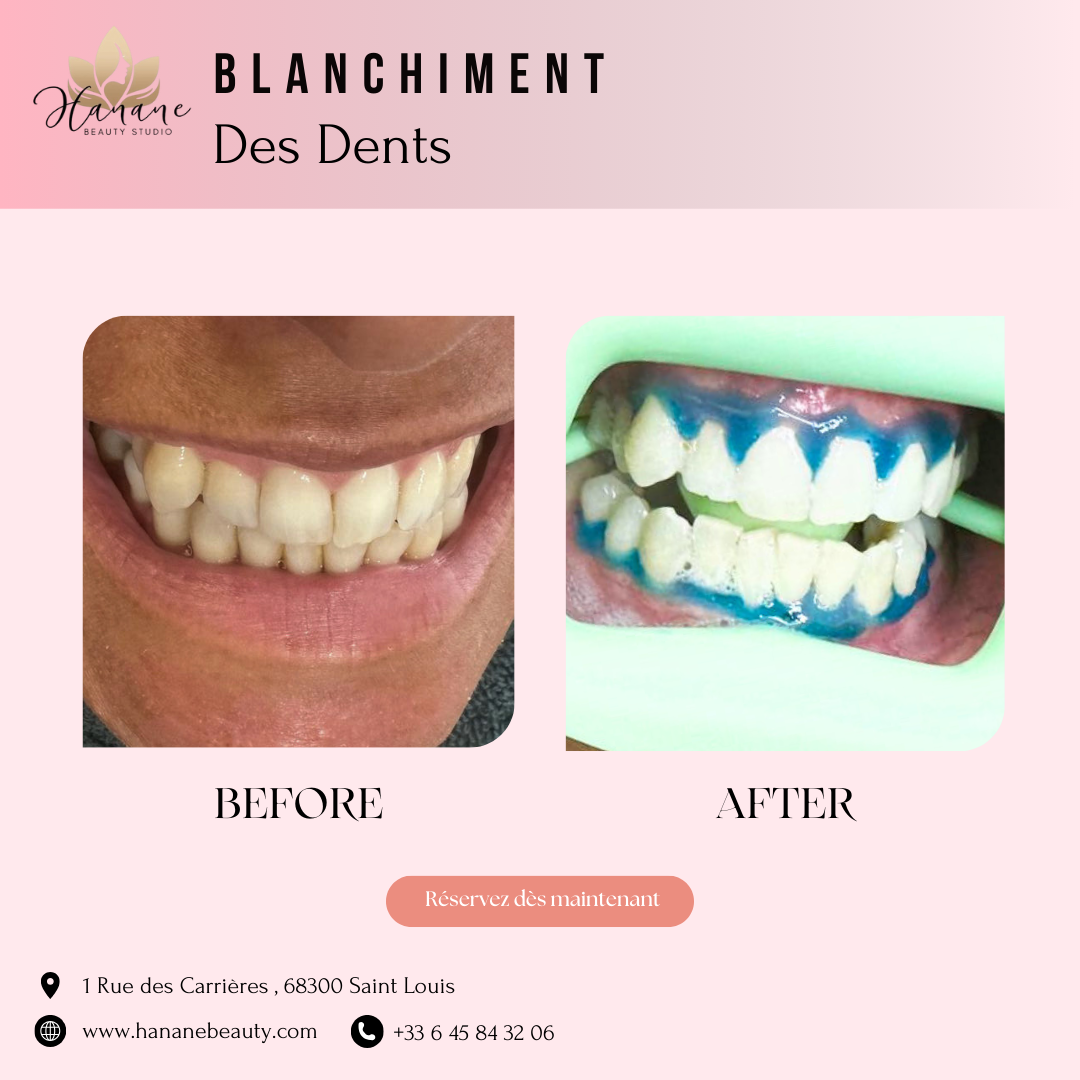 Hanane
BEAUTY STUDIO
BLANCHIMENT
Des Dents
BEFORE
AFTER
Réservez dès maintenant
1 Rue des Carrières , 68300 Saint Louis
www.hananebeauty.com
+33 6 45 84 32 06